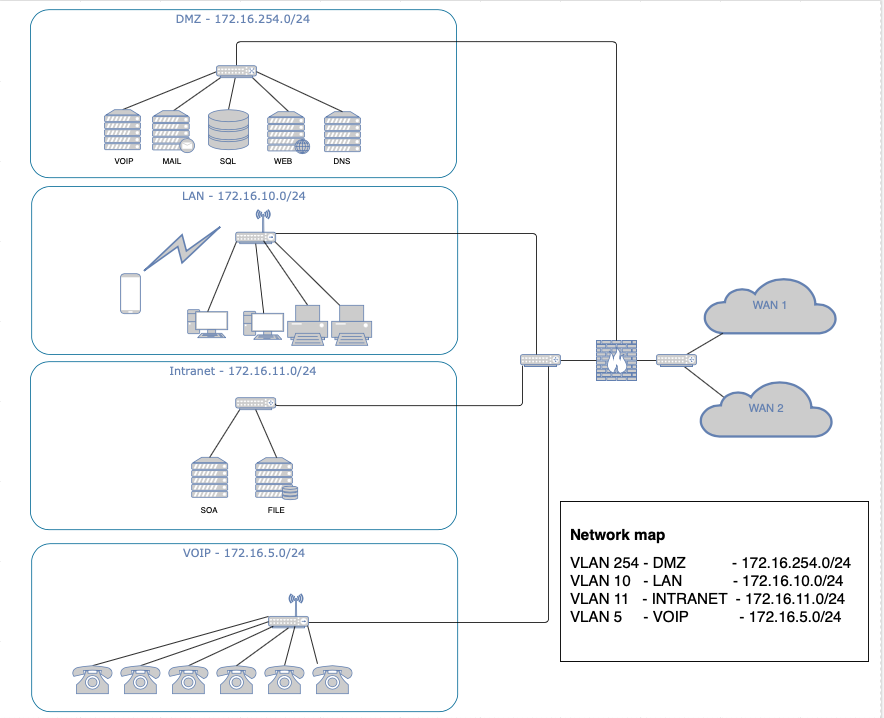 DMZ - 172.16.254.0/24
VOIP MAIL SQL WEB DNS
LAN - 172.16.10.0/24
WAN 1
Intranet - 172.16.11.0/24
WAN 2
SOA FILE
VOIP - 172.16.5.0/24
Network map
VLAN 254 - DMZ - 172.16.254.0/24
VLAN 10 - LAN - 172.16.10.0/24
VLAN 11 - INTRANET - 172.16.11.0/24
VLAN 5 - VOIP - 172.16.5.0/24